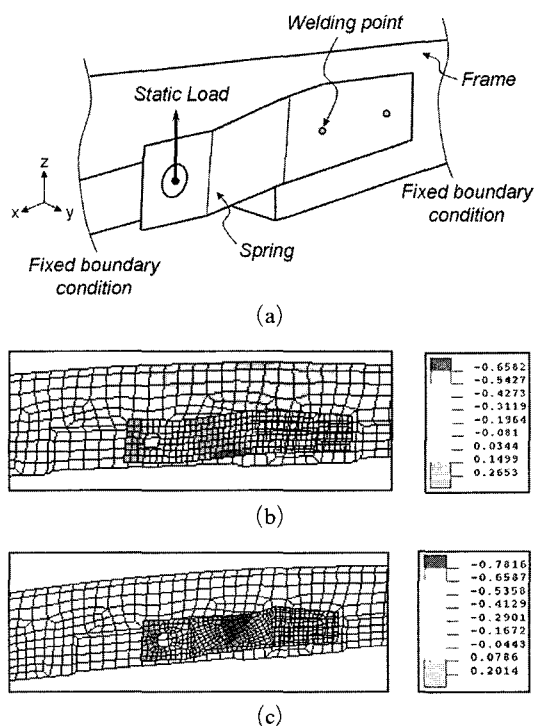 Welding point
Frame
Static Load
z
x
y
Fixed boundary
condition
Spring
Fixed boundary
condition
(a)
-0.6582
-0.5427
-0.4273
-0.3119
-0.1964
-0.081
0.0344
0.1499
0.2653
(b)
-0.7816
-0.6587
-0.5358
-0.4129
-0.2901
-0.1672
-0.0443
0.0786
0.2014
(c)